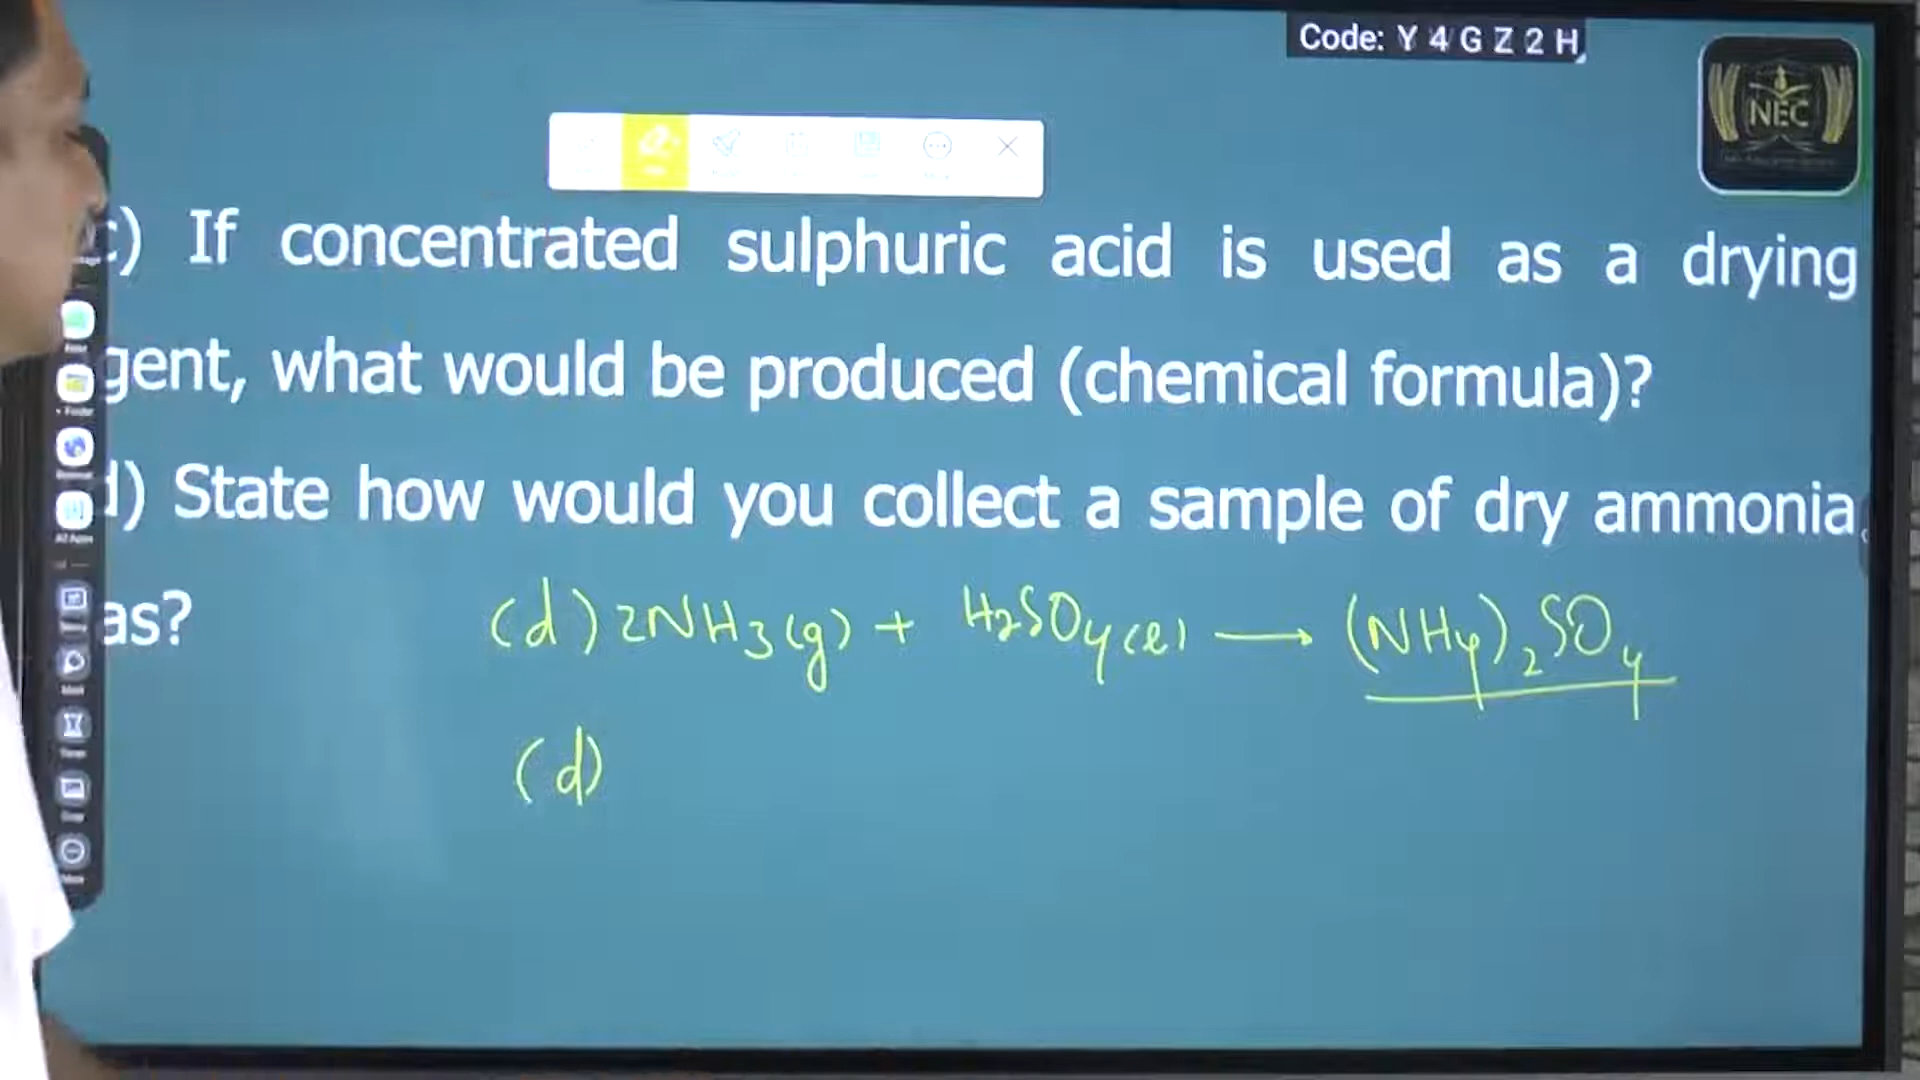 Code: Y 4 G Z 2 H
NEC
c) If concentrated sulphuric acid is used as a drying
gent, what would be produced (chemical formula)?
d) State how would you collect a sample of dry ammonia
as?
(d) 2NH3(g) + H2SO4(l) → (NH4)2SO4
(d)